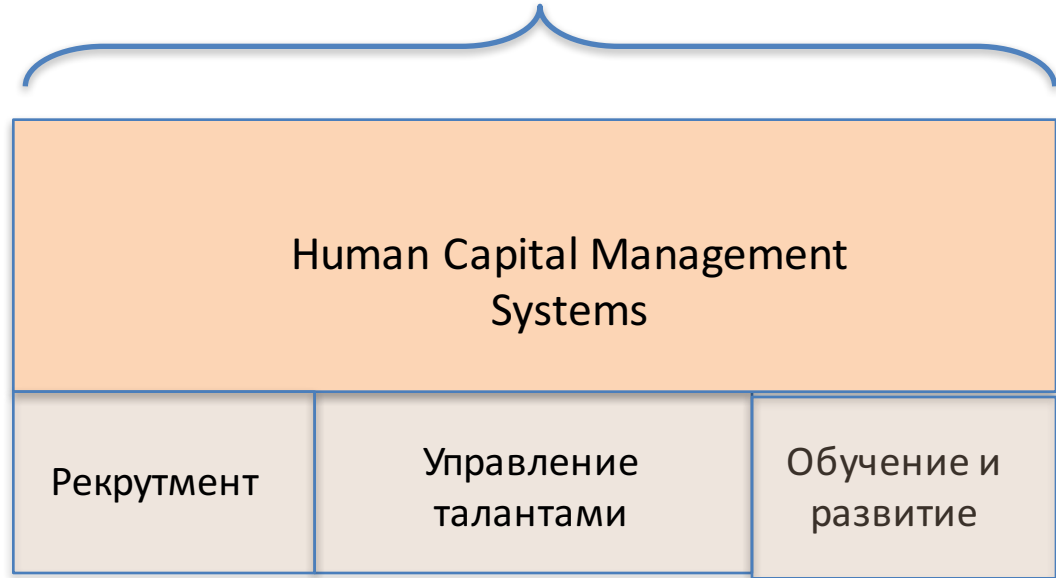 Human Capital Management
Systems
Рекрутмент
Управление
талантами
Обучение и
развитие